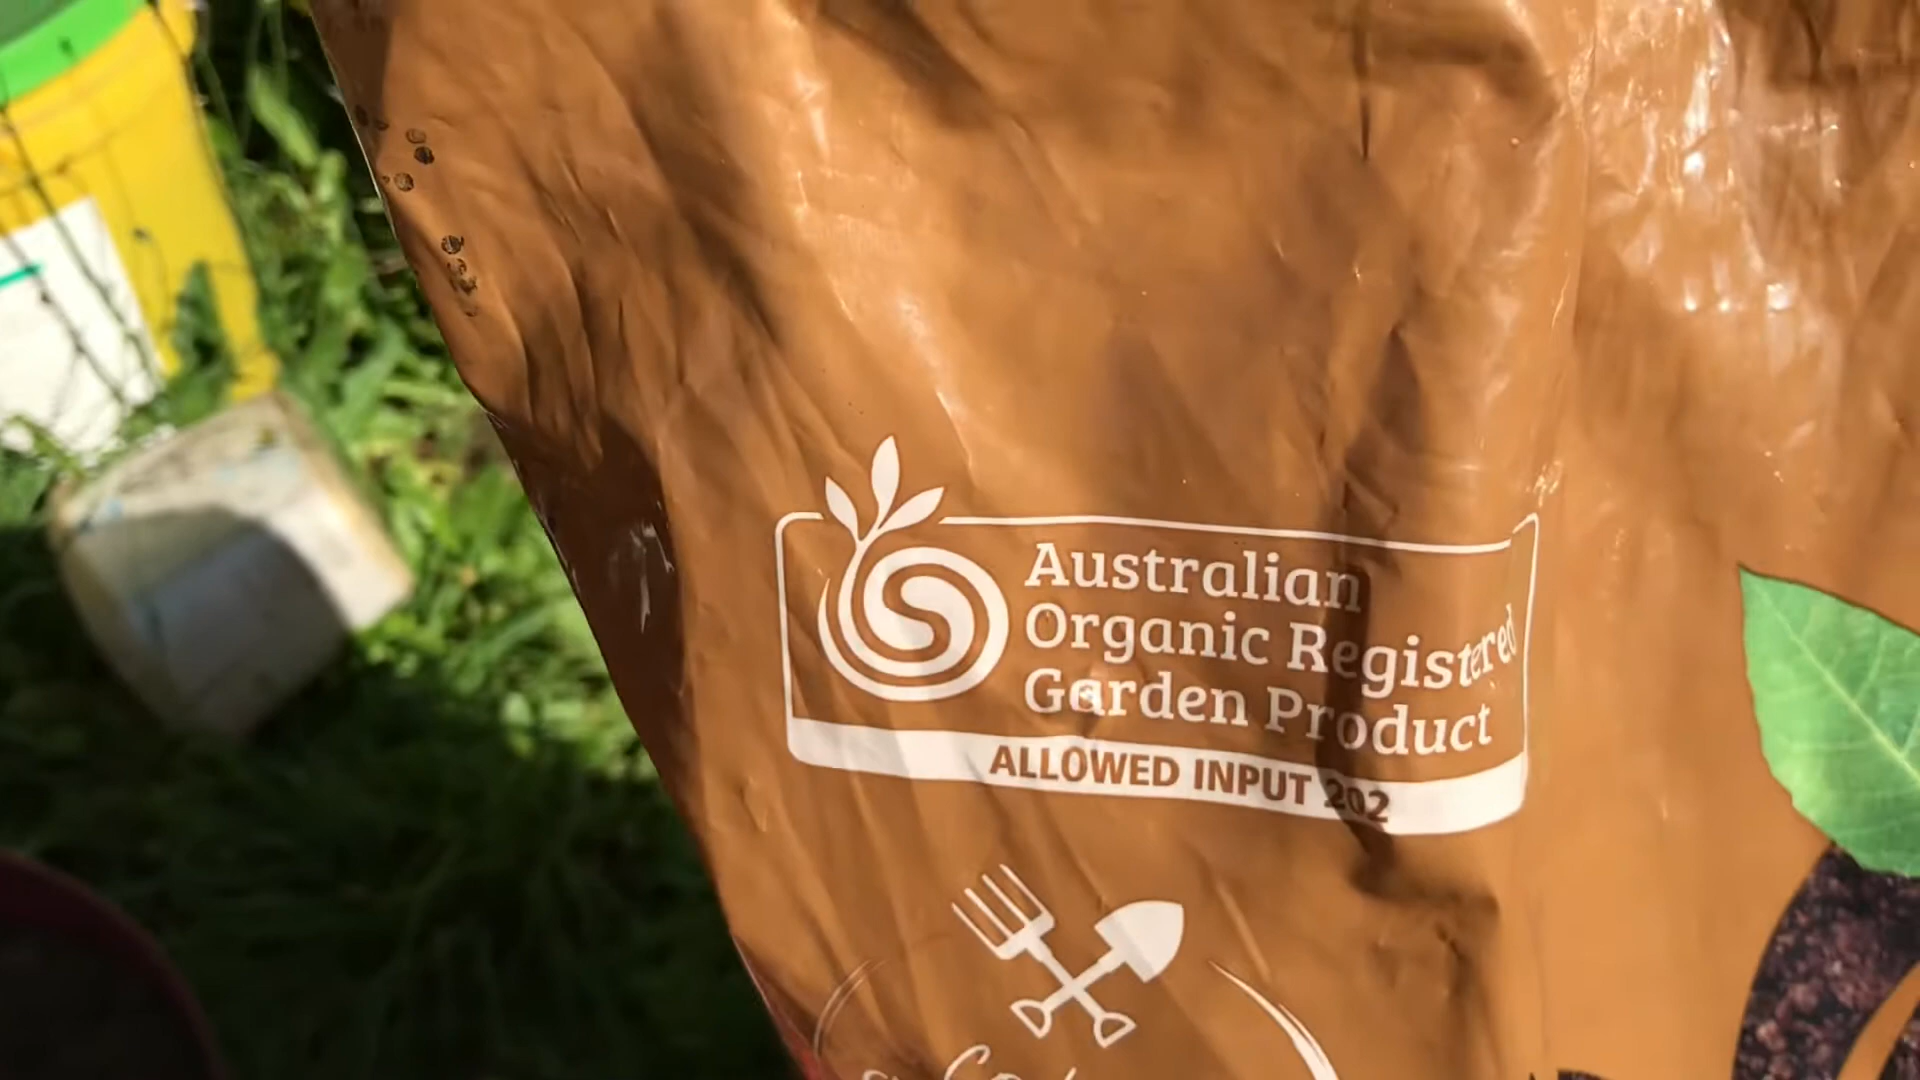 Australian
Organic Registered
Garden Product
ALLOWED INPUT 202